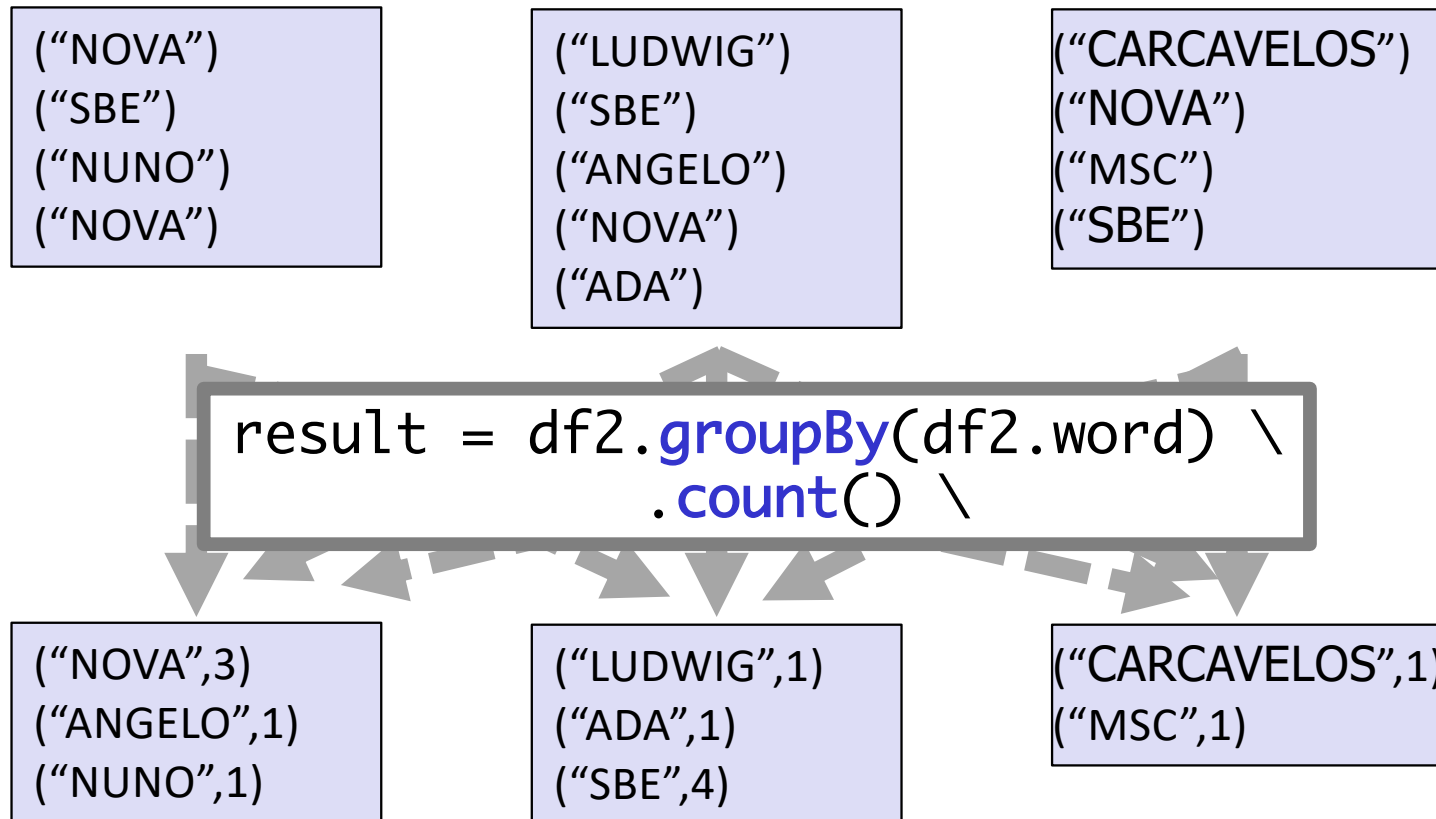 (“NOVA”)
(“SBE”)
(“NUNO”)
(“NOVA”)
(“LUDWIG”)
(“SBE”)
(“ANGELO”)
(“NOVA”)
(“ADA”)
(“CARCAVELOS”)
(“NOVA”)
(“MSC”)
(“SBE”)
result = df2.groupBy(df2.word) \
.count() \
(“NOVA”,3)
(“ANGELO”,1)
(“NUNO”,1)
(“LUDWIG”,1)
(“ADA”,1)
(“SBE”,4)
(“CARCAVELOS”,1)
(“MSC”,1)